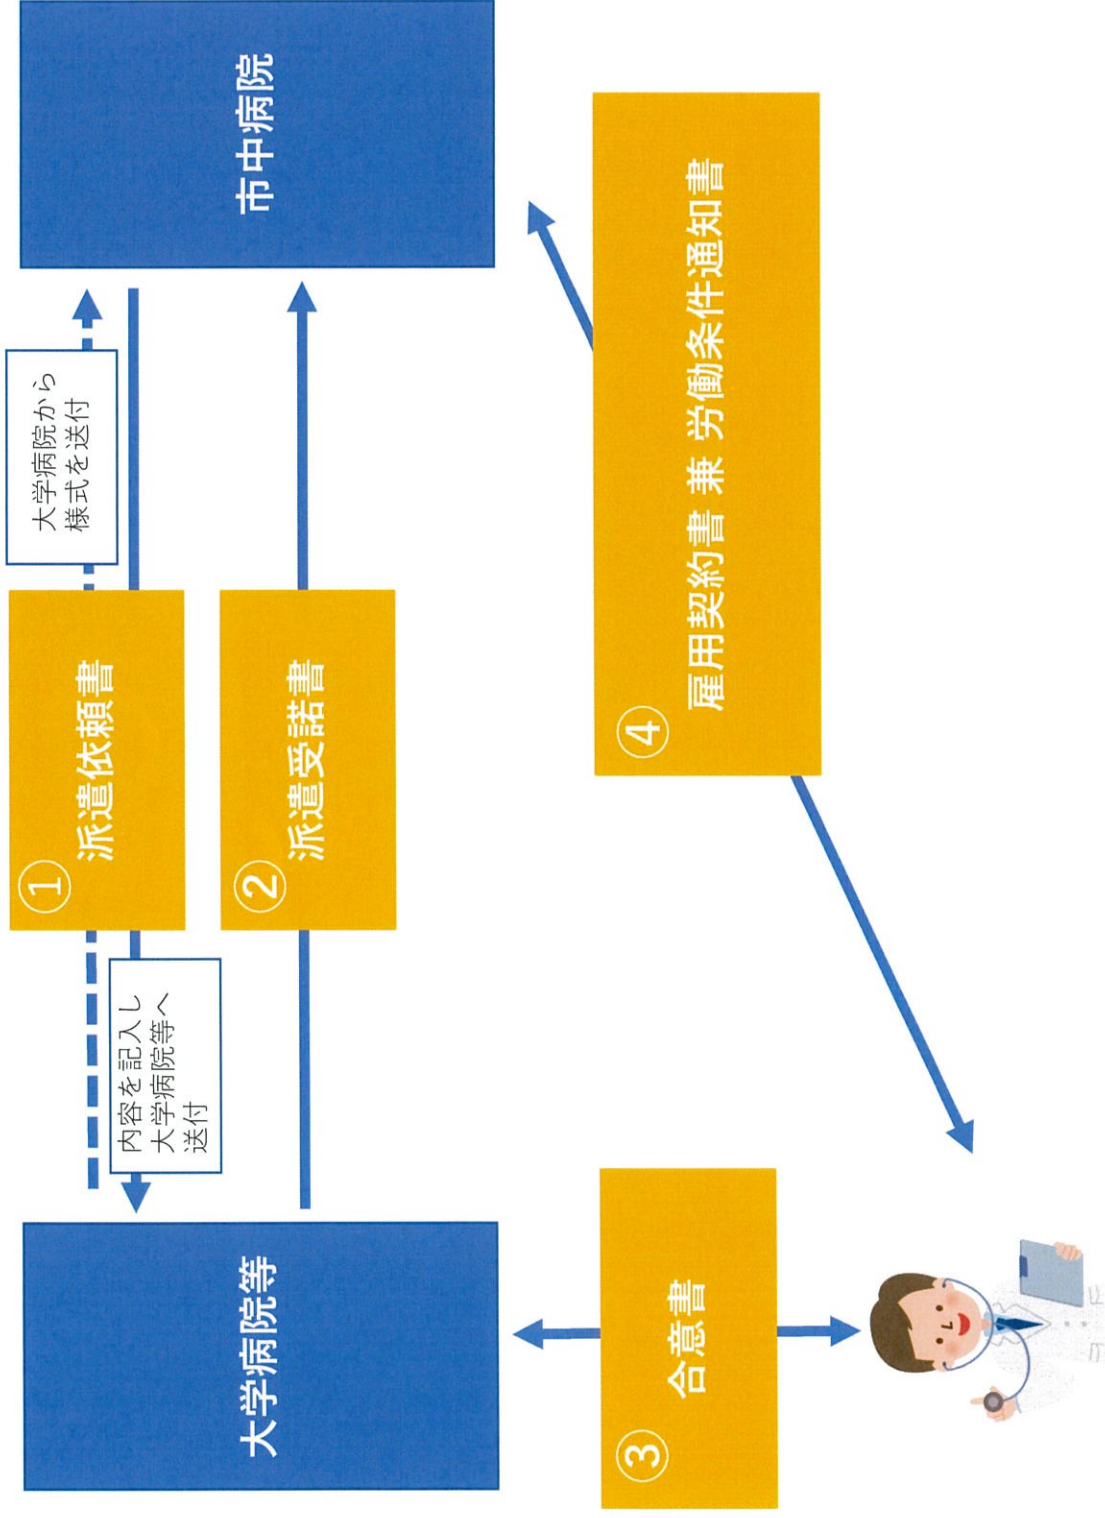 大学病院等
市中病院
①
派遣依頼書
大学病院から
様式を送付
内容を記入し
大学病院等へ
送付
②
派遣受諾書
③
合意書
④
雇用契約書 兼 労働条件通知書